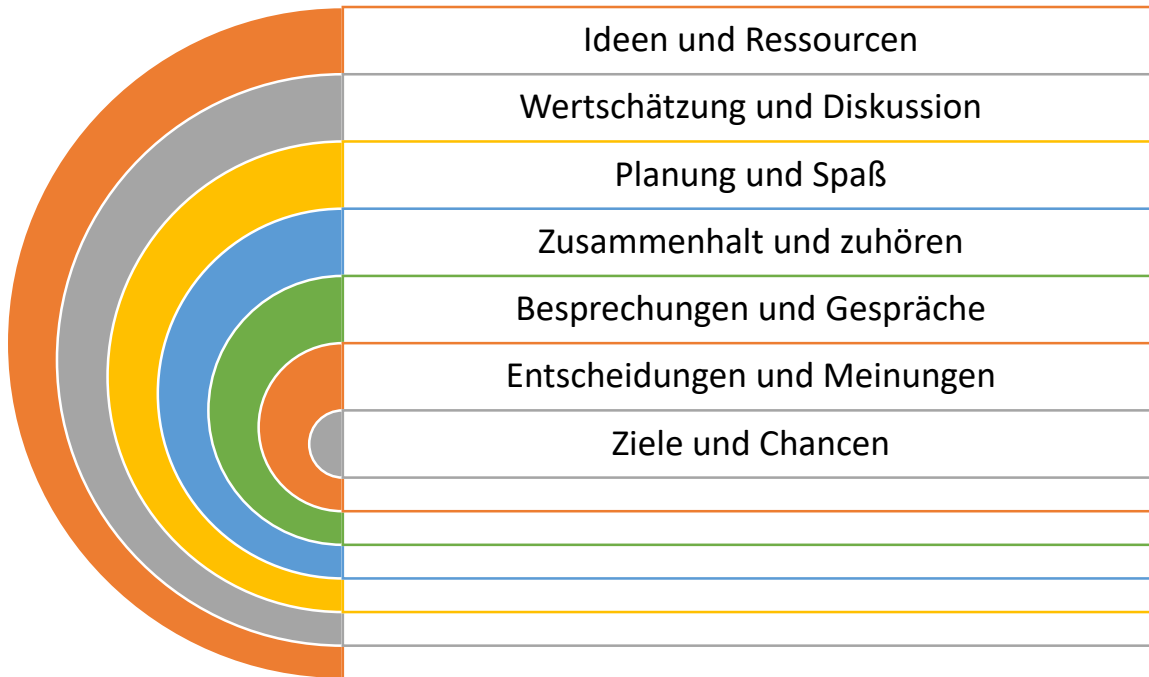 Ideen und Ressourcen
Wertschätzung und Diskussion
Planung und Spaß
Zusammenhalt und zuhören
Besprechungen und Gespräche
Entscheidungen und Meinungen
Ziele und Chancen